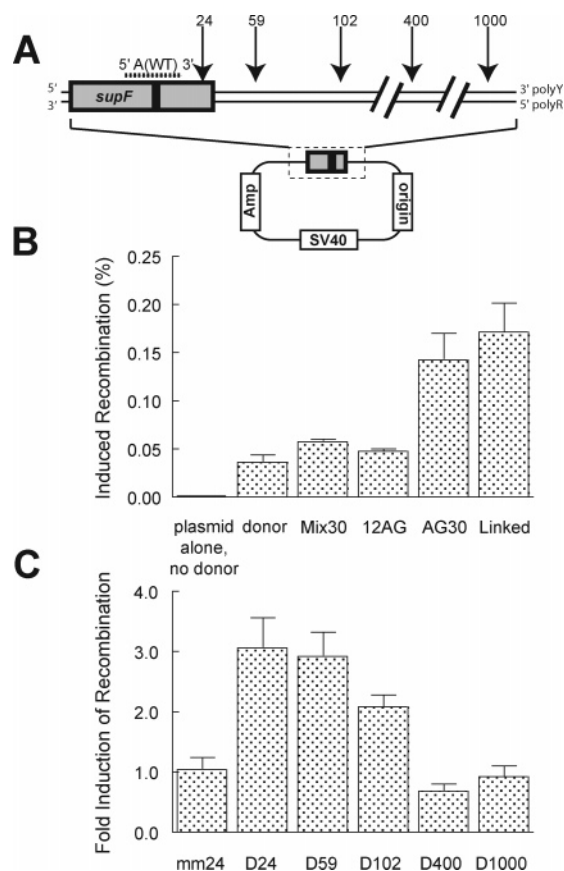 A
24 59 102 400 1000
5' A(WT) 3'
5' supF 3' polyY
3' 5' polyR
Amp SV40 origin
B
Induced Recombination (%)
0.25
0.20
0.15
0.10
0.05
0.00
plasmid alone, no donor donor Mix30 12AG AG30 Linked
C
Fold Induction of Recombination
4.0
3.0
2.0
1.0
0.0
mm24 D24 D59 D102 D400 D1000